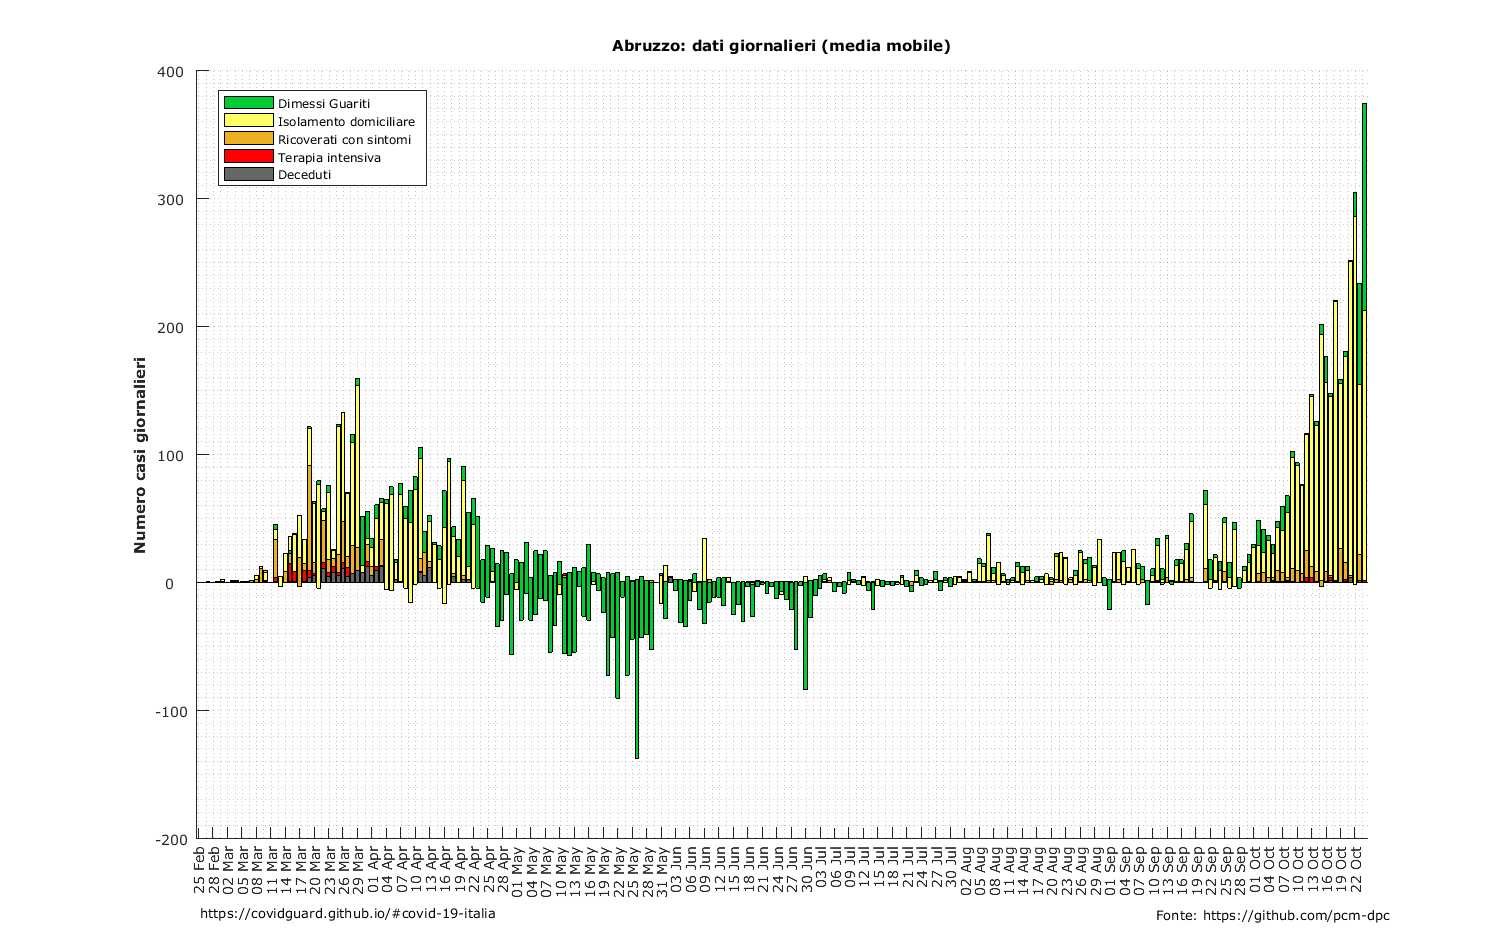 Abruzzo: dati giornalieri (media mobile)
400
300
200
100
0
-100
-200
Numero casi giornalieri
Dimessi Guariti
Isolamento domiciliare
Ricoverati con sintomi
Terapia intensiva
Deceduti
25 Feb
28 Feb
02 Mar
05 Mar
08 Mar
11 Mar
14 Mar
17 Mar
20 Mar
23 Mar
26 Mar
29 Mar
01 Apr
04 Apr
07 Apr
10 Apr
13 Apr
16 Apr
19 Apr
22 Apr
25 Apr
28 Apr
01 May
04 May
07 May
10 May
13 May
16 May
19 May
22 May
25 May
28 May
31 May
03 Jun
06 Jun
09 Jun
12 Jun
15 Jun
18 Jun
21 Jun
24 Jun
27 Jun
30 Jun
03 Jul
06 Jul
09 Jul
12 Jul
15 Jul
18 Jul
21 Jul
24 Jul
27 Jul
30 Jul
02 Aug
05 Aug
08 Aug
11 Aug
14 Aug
17 Aug
20 Aug
23 Aug
26 Aug
29 Aug
01 Sep
04 Sep
07 Sep
10 Sep
13 Sep
16 Sep
19 Sep
22 Sep
25 Sep
28 Sep
01 Oct
04 Oct
07 Oct
10 Oct
13 Oct
16 Oct
19 Oct
22 Oct
https://covidguard.github.io/#covid-19-italia
Fonte: https://github.com/pcm-dpc